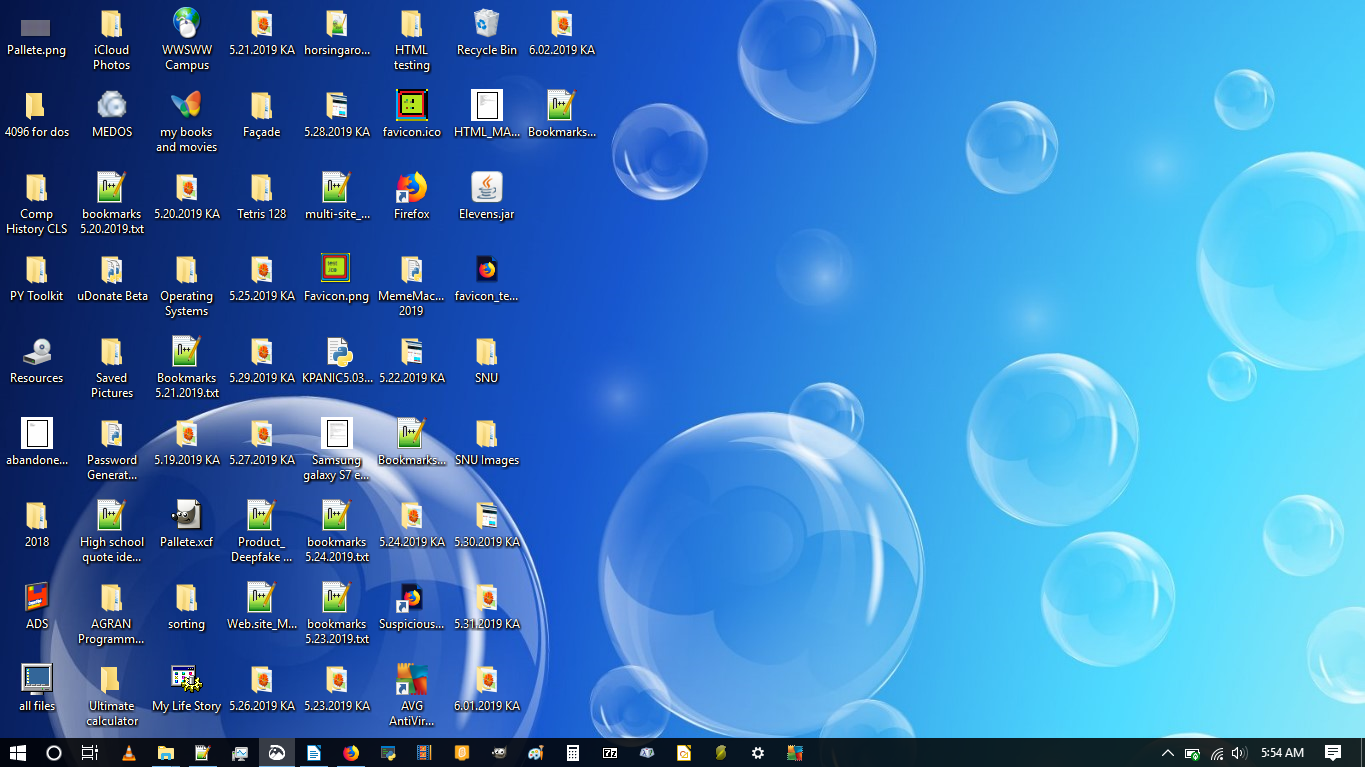 Pallete.png
iCloud
Photos
WWSWW
Campus
5.21.2019 KA
horsingaro...
HTML
testing
Recycle Bin
6.02.2019 KA
4096 for dos
MEDOS
my books
and movies
Façade
5.28.2019 KA
favicon.ico
HTML_MA...
Bookmarks...
Comp
History CLS
bookmarks
5.20.2019.txt
5.20.2019 KA
Tetris 128
multi-site_...
Firefox
Elevens.jar
PY Toolkit
uDonate Beta
Operating
Systems
5.25.2019 KA
Favicon.png
MemeMac...
2019
favicon_te...
Resources
Saved
Pictures
Bookmarks
5.21.2019.txt
5.29.2019 KA
KPANIC5.03...
5.22.2019 KA
SNU
abandone...
Password
Generat...
5.19.2019 KA
5.27.2019 KA
Samsung
galaxy S7 e...
Bookmarks...
SNU Images
2018
High school
quote ide...
Pallete.xcf
Product_
Deepfake ...
bookmarks
5.24.2019.txt
5.24.2019 KA
5.30.2019 KA
ADS
AGRAN
Programm...
sorting
Web.site_M...
bookmarks
5.23.2019.txt
Suspicious...
5.31.2019 KA
all files
Ultimate
calculator
My Life Story
5.26.2019 KA
5.23.2019 KA
AVG
AntiVir...
6.01.2019 KA
5:54 AM